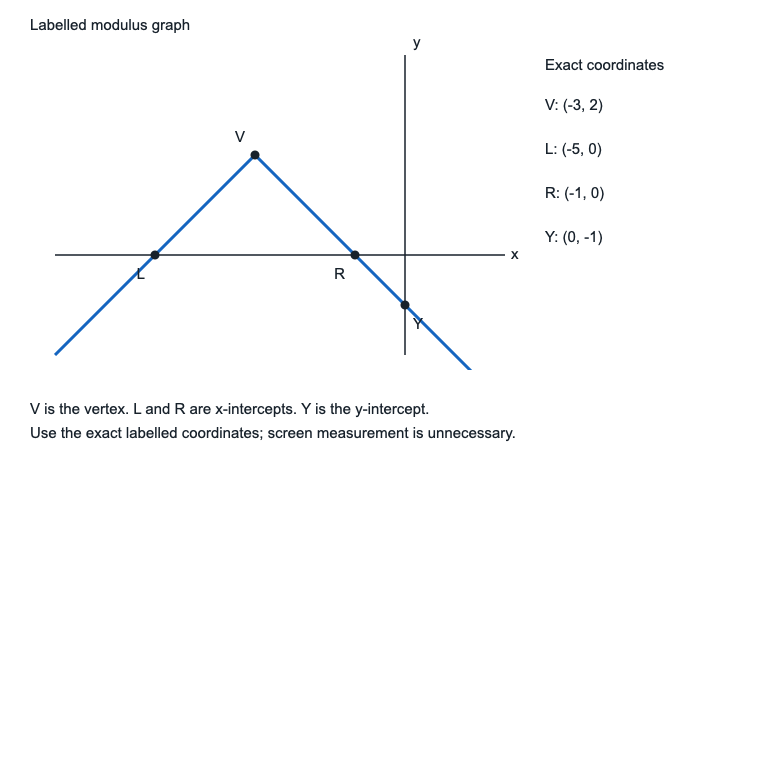 Labelled modulus graph
y
Exact coordinates
V: (-3, 2)
V
L: (-5, 0)
R: (-1, 0)
Y: (0, -1)
x
L
R
Y
V is the vertex. L and R are x-intercepts. Y is the y-intercept.
Use the exact labelled coordinates; screen measurement is unnecessary.